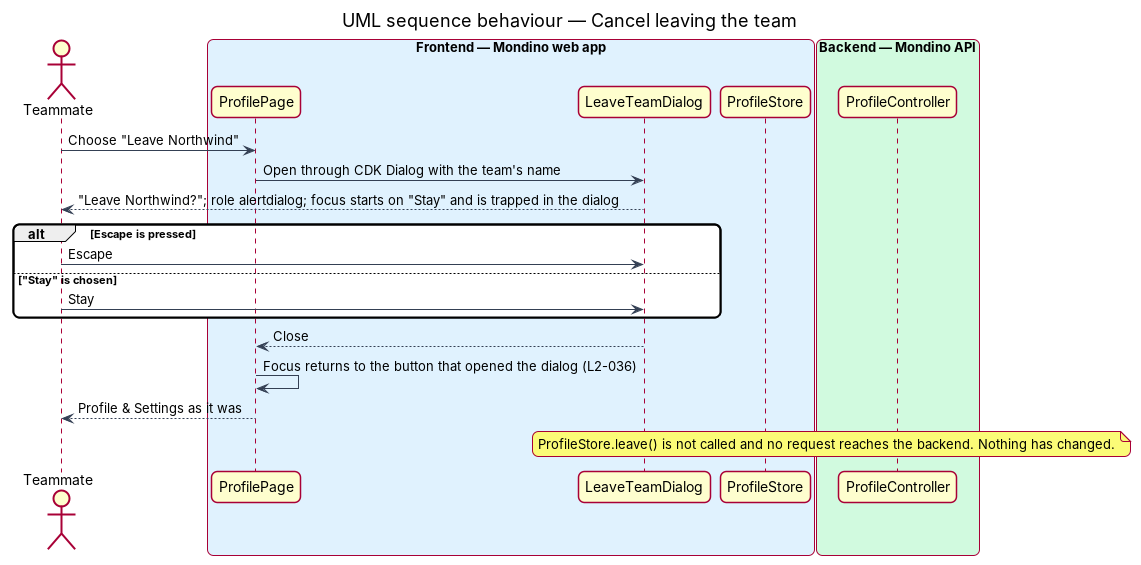 UML sequence behaviour — Cancel leaving the team
Frontend — Mondino web app
Backend — Mondino API
Teammate
ProfilePage
LeaveTeamDialog
ProfileStore
ProfileController
Choose "Leave Northwind"
Open through CDK Dialog with the team's name
"Leave Northwind?"; role alertdialog; focus starts on "Stay" and is trapped in the dialog
alt
[Escape is pressed]
Escape
["Stay" is chosen]
Stay
Close
Focus returns to the button that opened the dialog (L2-036)
Profile & Settings as it was
ProfileStore.leave() is not called and no request reaches the backend. Nothing has changed.
Teammate
ProfilePage
LeaveTeamDialog
ProfileStore
ProfileController